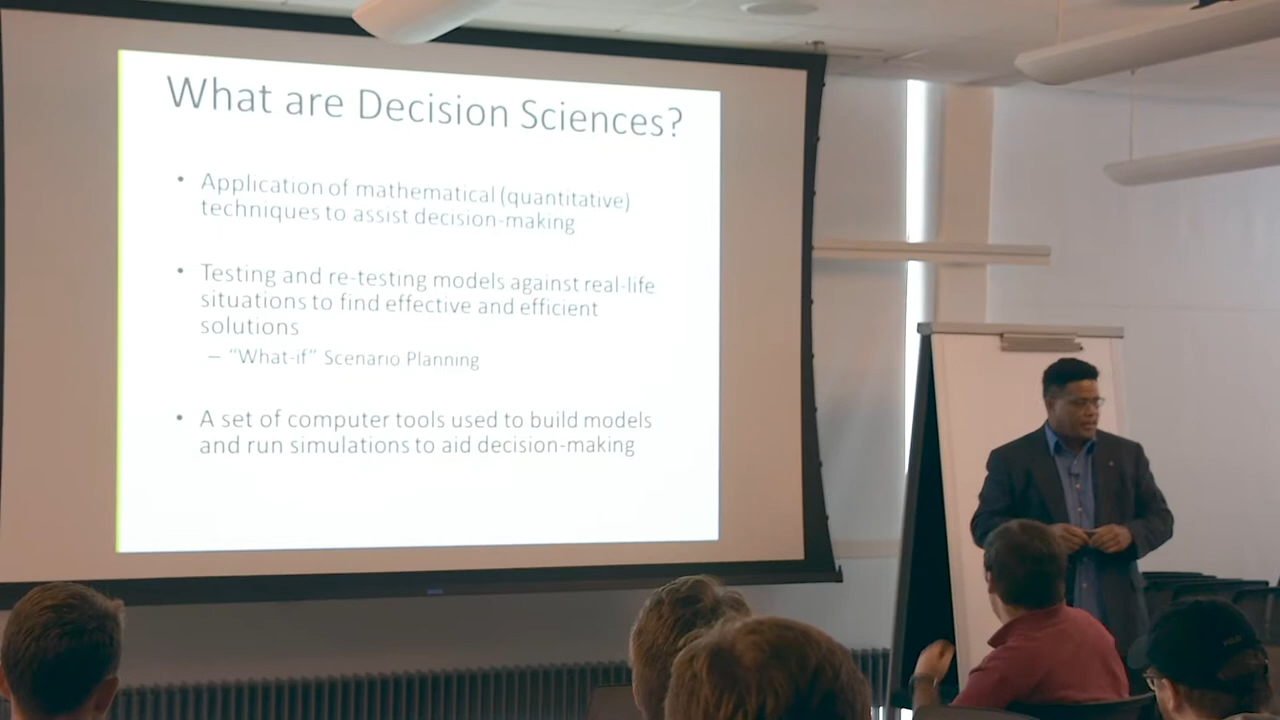 What are Decision Sciences?
• Application of mathematical (quantitative)
techniques to assist decision-making
• Testing and re-testing models against real-life
situations to find effective and efficient
solutions
– “What-if” Scenario Planning
• A set of computer tools used to build models
and run simulations to aid decision-making